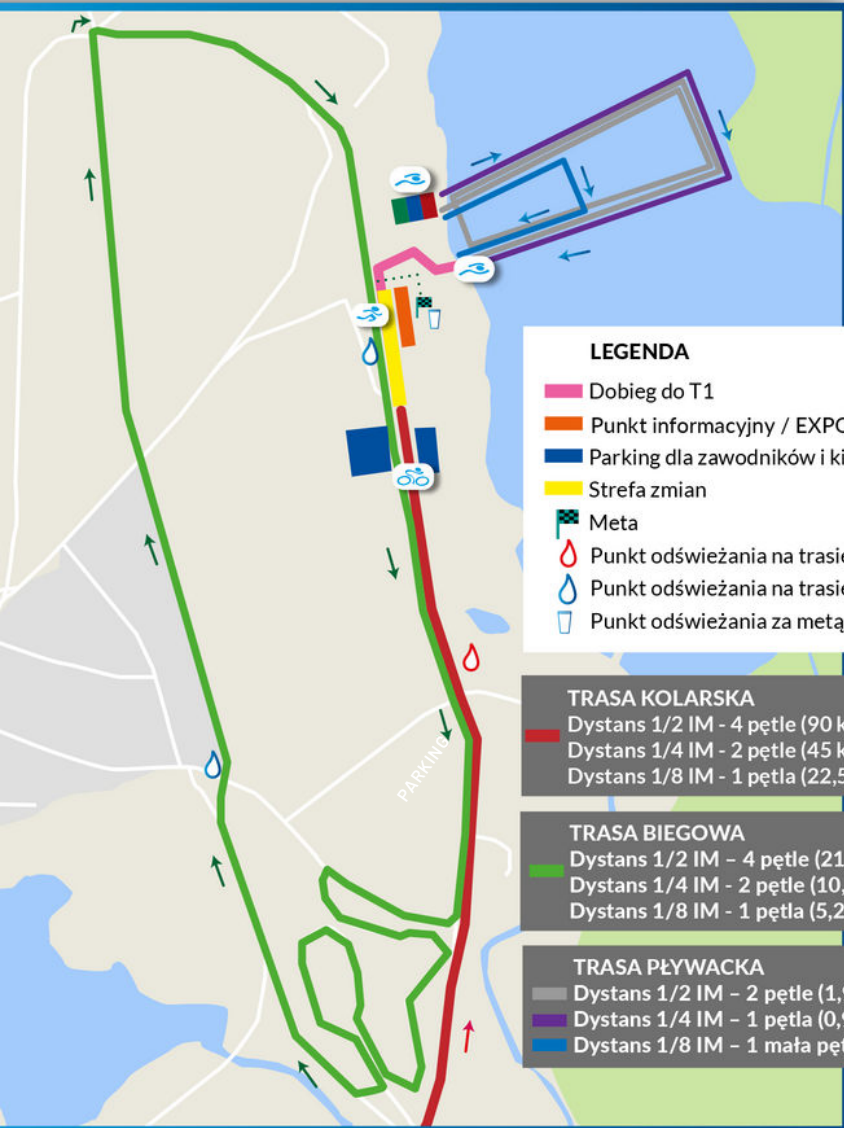 LEGENDA
Dobieg do T1
Punkt informacyjny / EXPO
Parking dla zawodników i ki
Strefa zmian
Meta
Punkt odświeżania na trasie
Punkt odświeżania na trasie
Punkt odświeżania za metą
PARKING
TRASA KOLARSKA
Dystans 1/2 IM - 4 pętle (90 k
Dystans 1/4 IM - 2 pętle (45 k
Dystans 1/8 IM - 1 pętla (22,5
TRASA BIEGOWA
Dystans 1/2 IM – 4 pętle (21
Dystans 1/4 IM - 2 pętle (10,
Dystans 1/8 IM - 1 pętla (5,2
TRASA PŁYWACKA
Dystans 1/2 IM – 2 pętle (1,9
Dystans 1/4 IM – 1 pętla (0,9
Dystans 1/8 IM – 1 mała pęt